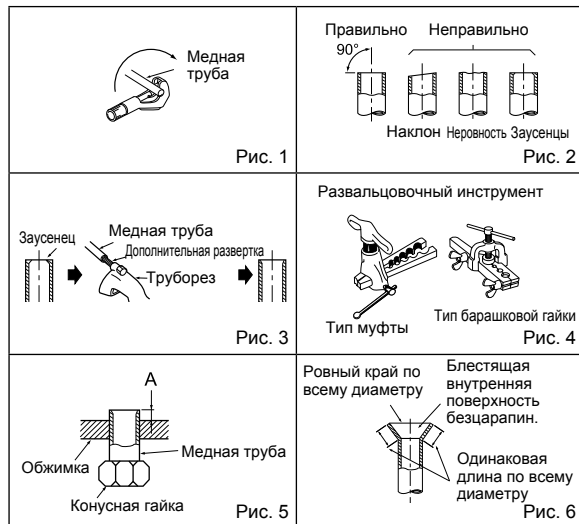 Медная
труба
Рис. 1
Правильно
Неправильно
90°
Наклон Неровность Заусенцы
Рис. 2
Заусенец
Медная труба
Дополнительная развертка
Труборез
Рис. 3
Развальцовочный инструмент
Тип муфты
Тип барашковой гайки
Рис. 4
A
Медная труба
Обжимка
Конусная гайка
Рис. 5
Ровный край по
всему диаметру
Блестящая
внутренняя
поверхность
безцарапин.
Одинаковая
длина по всему
диаметру
Рис. 6